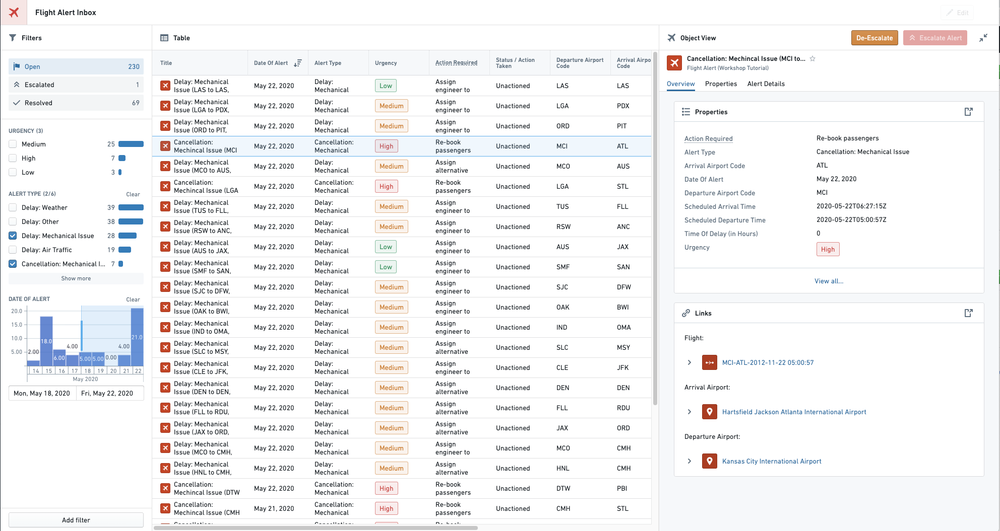 Flight Alert Inbox
Edit
Filters
Open 230
Escalated 1
Resolved 69
URGENCY (3)
Medium 25
High 7
Low 3
ALERT TYPE (2/6) Clear
Delay: Weather 39
Delay: Other 38
Delay: Mechanical Issue 28
Delay: Air Traffic 19
Cancellation: Mechanical I... 7
Show more
DATE OF ALERT Clear
20.0
15.0
10.0
5.00
2.00 18.0 6.00 4.00 5.00 5.00 0.00 4.00 21.0
14 15 16 17 18 19 20 21 22
May 2020
Mon, May 18, 2020 Fri, May 22, 2020
Add filter
Table
Title Date Of Alert Alert Type Urgency Action Required Status / Action Taken Departure Airport Code Arrival Airpo Code
Delay: Mechanical Issue (LAS to LAS, May 22, 2020 Delay: Mechanical Low Assign engineer to Unactioned LAS LAS
Delay: Mechanical Issue (LGA to PDX, May 22, 2020 Delay: Mechanical Medium Assign engineer to Unactioned LGA PDX
Delay: Mechanical Issue (ORD to PIT, May 22, 2020 Delay: Mechanical Medium Assign engineer to Unactioned ORD PIT
Cancellation: Mechincal Issue (MCI May 22, 2020 Cancellation: Mechanical High Re-book passengers Unactioned MCI ATL
Delay: Mechanical Issue (MCO to AUS, May 22, 2020 Delay: Mechanical Medium Assign alternative Unactioned MCO AUS
Cancellation: Mechincal Issue (LGA May 22, 2020 Cancellation: Mechanical High Re-book passengers Unactioned LGA STL
Delay: Mechanical Issue (TUS to FLL, May 22, 2020 Delay: Mechanical Medium Assign engineer to Unactioned TUS FLL
Delay: Mechanical Issue (RSW to ANC, May 22, 2020 Delay: Mechanical Medium Assign engineer to Unactioned RSW ANC
Delay: Mechanical Issue (AUS to JAX, May 22, 2020 Delay: Mechanical Low Assign engineer to Unactioned AUS JAX
Delay: Mechanical Issue (SMF to SAN, May 22, 2020 Delay: Mechanical Low Assign engineer to Unactioned SMF SAN
Delay: Mechanical Issue (SJC to DFW, May 22, 2020 Delay: Mechanical Medium Assign engineer to Unactioned SJC DFW
Delay: Mechanical Issue (OAK to BWI, May 22, 2020 Delay: Mechanical Medium Assign engineer to Unactioned OAK BWI
Delay: Mechanical Issue (IND to OMA, May 22, 2020 Delay: Mechanical Medium Assign engineer to Unactioned IND OMA
Delay: Mechanical Issue (SLC to MSY, May 22, 2020 Delay: Mechanical Medium Assign alternative Unactioned SLC MSY
Delay: Mechanical Issue (CLE to JFK, May 22, 2020 Delay: Mechanical Medium Assign engineer to Unactioned CLE JFK
Delay: Mechanical Issue (DEN to DEN, May 22, 2020 Delay: Mechanical Medium Assign alternative Unactioned DEN DEN
Delay: Mechanical Issue (FLL to RDU, May 22, 2020 Delay: Mechanical Medium Assign alternative Unactioned FLL RDU
Delay: Mechanical Issue (JAX to ORD, May 22, 2020 Delay: Mechanical Medium Assign alternative Unactioned JAX ORD
Delay: Mechanical Issue (MCO to CMH, May 22, 2020 Delay: Mechanical Medium Assign engineer to Unactioned MCO CMH
Delay: Mechanical Issue (HNL to CMH, May 22, 2020 Delay: Mechanical Medium Assign alternative Unactioned HNL CMH
Cancellation: Mechincal Issue (DTW May 22, 2020 Cancellation: Mechanical High Re-book passengers Unactioned DTW PBI
Cancellation: Mechincal Issue (CMH May 21, 2020 Cancellation: Mechanical High Re-book passengers Unactioned CMH STL
Object View De-Escalate Escalate Alert
Cancellation: Mechincal Issue (MCI to...
Flight Alert (Workshop Tutorial)
Overview Properties Alert Details
Properties
Action Required Re-book passengers
Alert Type Cancellation: Mechanical Issue
Arrival Airport Code ATL
Date Of Alert May 22, 2020
Departure Airport Code MCI
Scheduled Arrival Time 2020-05-22T06:27:15Z
Scheduled Departure Time 2020-05-22T05:00:57Z
Time Of Delay (in Hours) 0
Urgency High
View all...
Links
Flight:
MCI-ATL-2012-11-22 05:00:57
Arrival Airport:
Hartsfield Jackson Atlanta International Airport
Departure Airport:
Kansas City International Airport